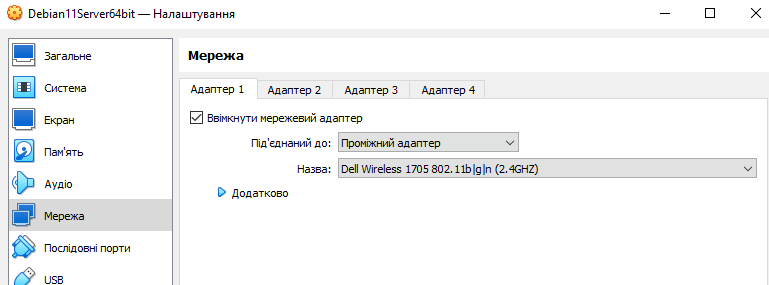 Debian11Server64bit — Налаштування
Загальне
Система
Екран
Пам'ять
Аудіо
Мережа
Послідовні порти
USB
Мережа
Адаптер 1 Адаптер 2 Адаптер 3 Адаптер 4
Ввімкнути мережевий адаптер
Під'єднаний до: Проміжний адаптер
Назва: Dell Wireless 1705 802.11b|g|n (2.4GHZ)
Додатково